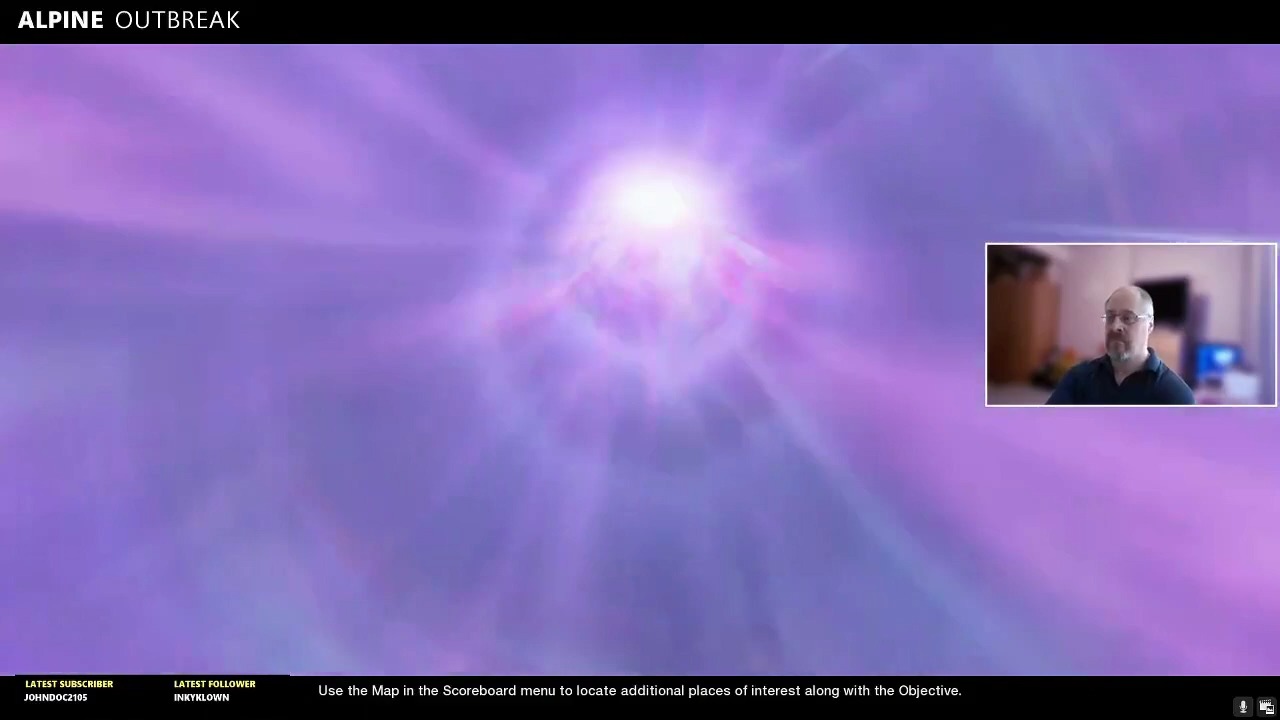 ALPINE OUTBREAK
LATEST SUBSCRIBER
JOHNDOC2105
LATEST FOLLOWER
INKYKLOWN
Use the Map in the Scoreboard menu to locate additional places of interest along with the Objective.